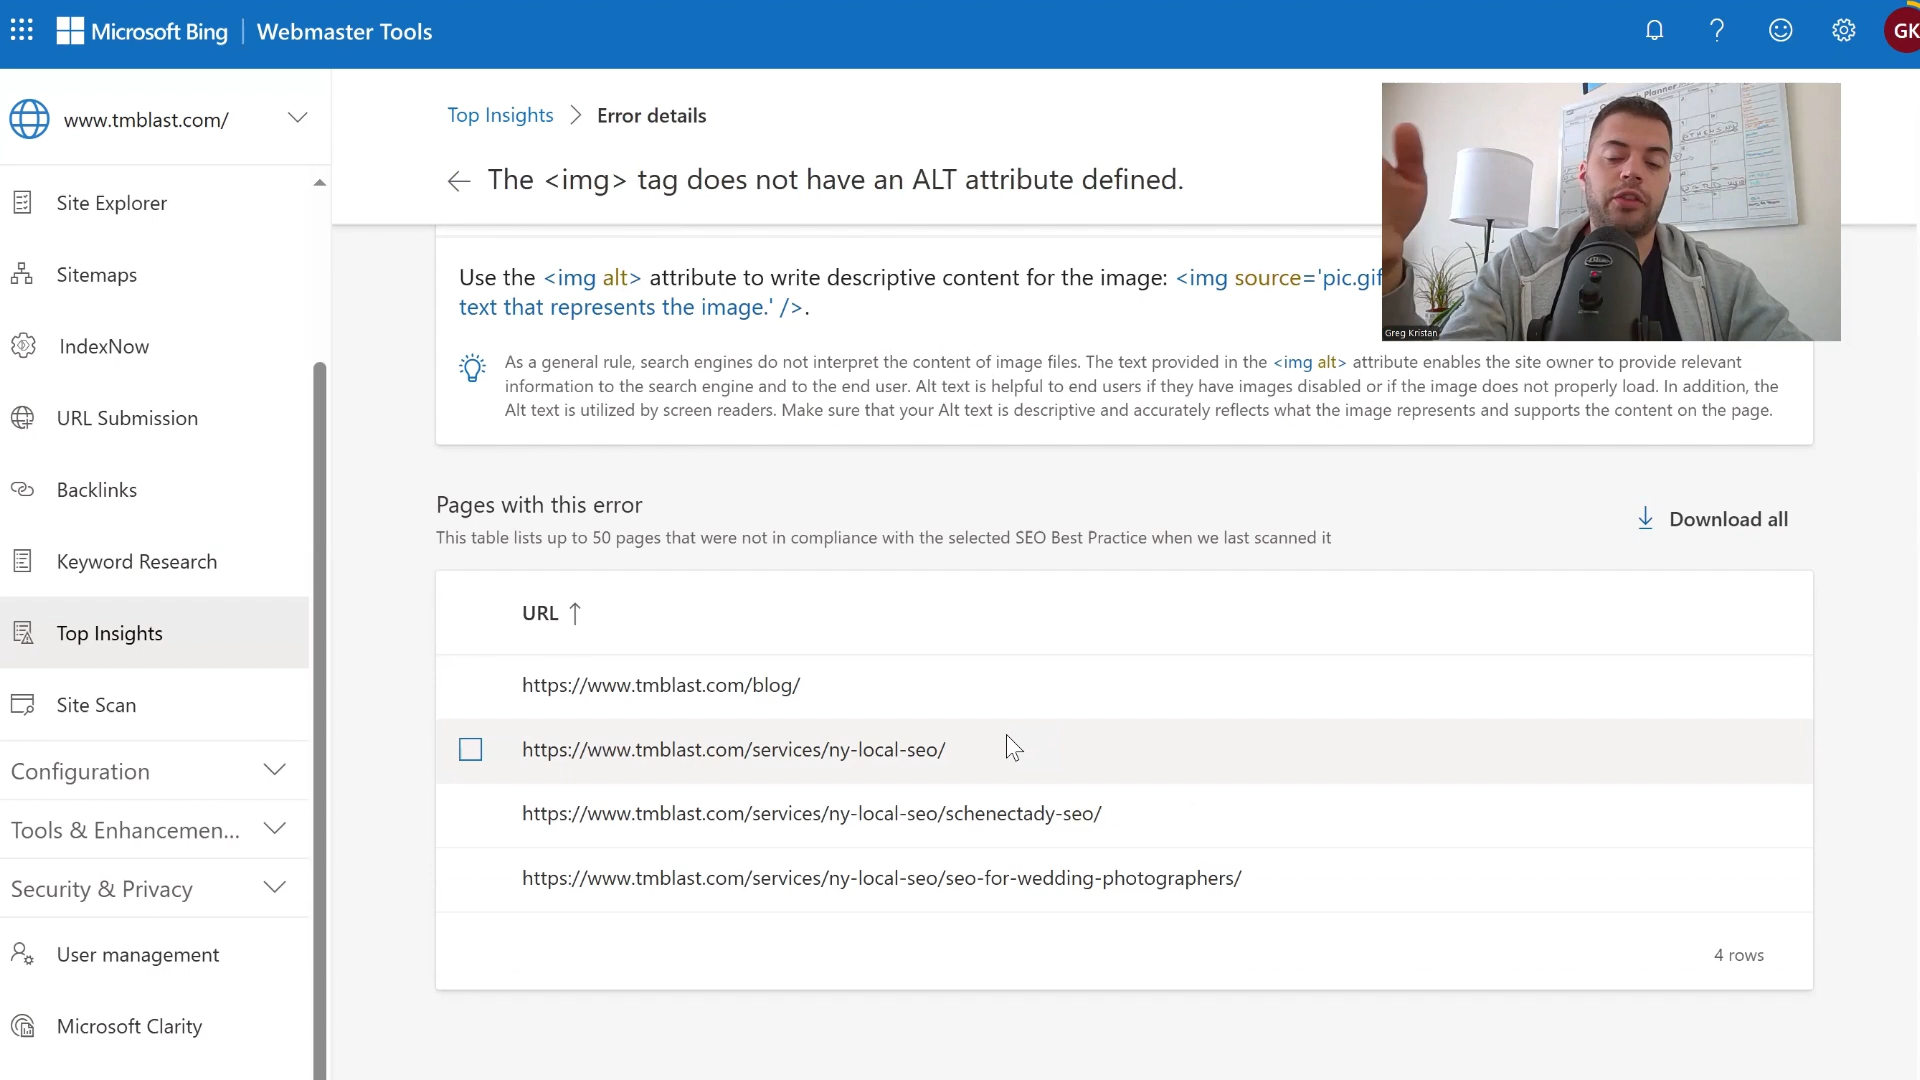 Microsoft Bing | Webmaster Tools
GK
www.tmblast.com/
Site Explorer
Sitemaps
IndexNow
URL Submission
Backlinks
Keyword Research
Top Insights
Site Scan
Configuration
Tools & Enhancemen...
Security & Privacy
User management
Microsoft Clarity
Top Insights > Error details
The <img> tag does not have an ALT attribute defined.
Use the <img alt> attribute to write descriptive content for the image: <img source='pic.gif
text that represents the image.' />.
As a general rule, search engines do not interpret the content of image files. The text provided in the <img alt> attribute enables the site owner to provide relevant
information to the search engine and to the end user. Alt text is helpful to end users if they have images disabled or if the image does not properly load. In addition, the
Alt text is utilized by screen readers. Make sure that your Alt text is descriptive and accurately reflects what the image represents and supports the content on the page.
Planner
Greg Kristan
Pages with this error
This table lists up to 50 pages that were not in compliance with the selected SEO Best Practice when we last scanned it
Download all
URL
https://www.tmblast.com/blog/
https://www.tmblast.com/services/ny-local-seo/
https://www.tmblast.com/services/ny-local-seo/schenectady-seo/
https://www.tmblast.com/services/ny-local-seo/seo-for-wedding-photographers/
4 rows